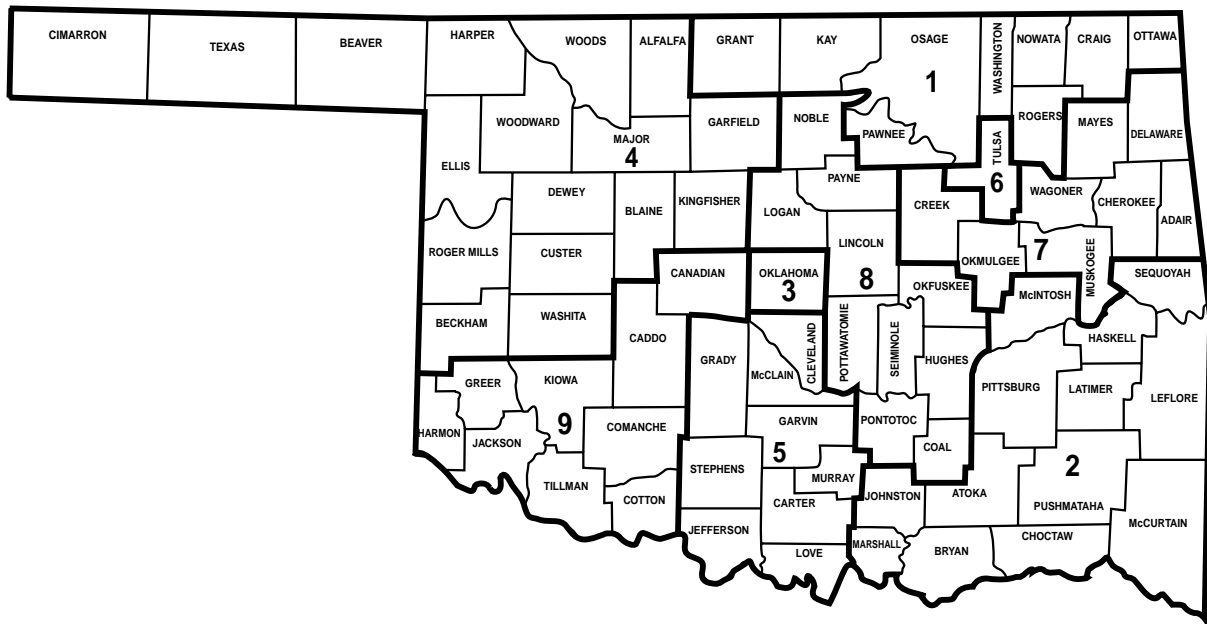 CIMARRON
TEXAS
BEAVER
HARPER
WOODS
ALFALFA
GRANT
KAY
OSAGE
WASHINGTON
NOWATA
CRAIG
OTTAWA
1
WOODWARD
MAJOR
4
GARFIELD
NOBLE
PAWNEE
TULSA
6
ROGERS
MAYES
DELAWARE
ELLIS
DEWEY
BLAINE
KINGFISHER
LOGAN
PAYNE
CREEK
WAGONER
CHEROKEE
ADAIR
ROGER MILLS
CUSTER
CANADIAN
OKLAHOMA
3
LINCOLN
8
OKFUSKEE
OKMULGEE
7
MUSKOGEE
SEQUOYAH
McINTOSH
BECKHAM
WASHITA
CADDO
GRADY
McCLAIN
CLEVELAND
POTTAWATOMIE
SEIMINOLE
HUGHES
HASKELL
PITTSBURG
LATIMER
LEFLORE
GREER
KIOWA
9
HARMON
JACKSON
COMANCHE
GARVIN
5
PONTOTOC
COAL
2
TILLMAN
COTTON
STEPHENS
MURRAY
CARTER
JOHNSTON
ATOKA
PUSHMATAHA
McCURTAIN
JEFFERSON
LOVE
MARSHALL
BRYAN
CHOCTAW